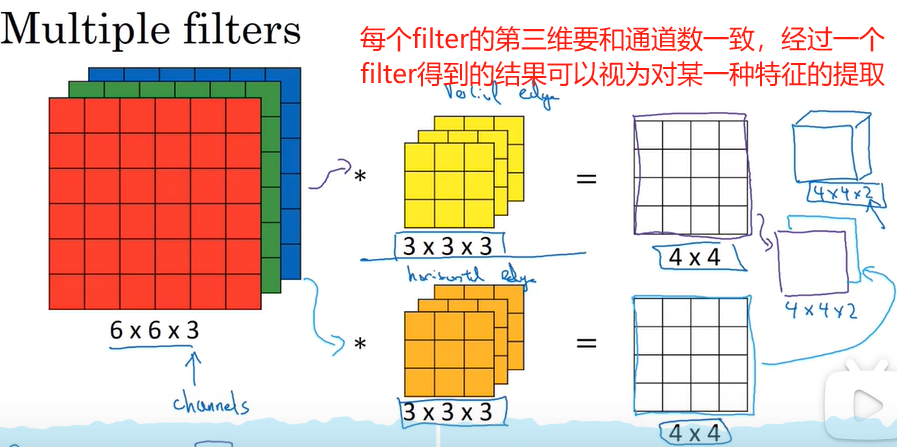 Multiple filters
每个filter的第三维要和通道数一致，经过一个
filter得到的结果可以视为对某一种特征的提取
vertical edge
*
=
3 x 3 x 3
4 x 4
4x4x2
4x4x2
horizontal edge
6 x 6 x 3
channels
*
=
3 x 3 x 3
4 x 4